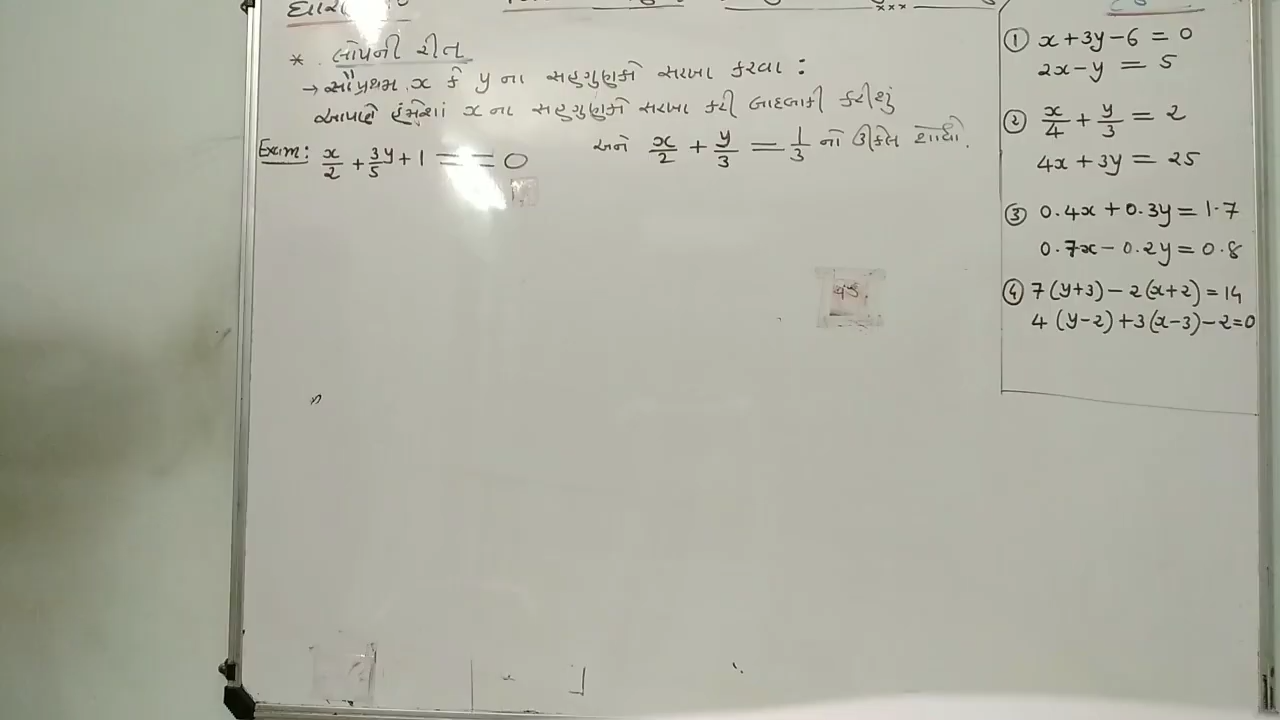 * લોપની રીત
→ સૌપ્રથમ x કે y ના સહગુણકો સરખા કરવા :
આપણે હંમેશાં x ના સહગુણકો સરખા કરી બાદબાકી કરીશું
Exam: x/2 + 3y/5 + 1 = = 0 અને x/2 + y/3 = 1/3 નો ઉકેલ શોધો.
① x + 3y - 6 = 0
2x - y = 5
② x/4 + y/3 = 2
4x + 3y = 25
③ 0.4x + 0.3y = 1.7
0.7x - 0.2y = 0.8
④ 7(y+3) - 2(x+2) = 14
4(y-2) + 3(x-3) - 2 = 0